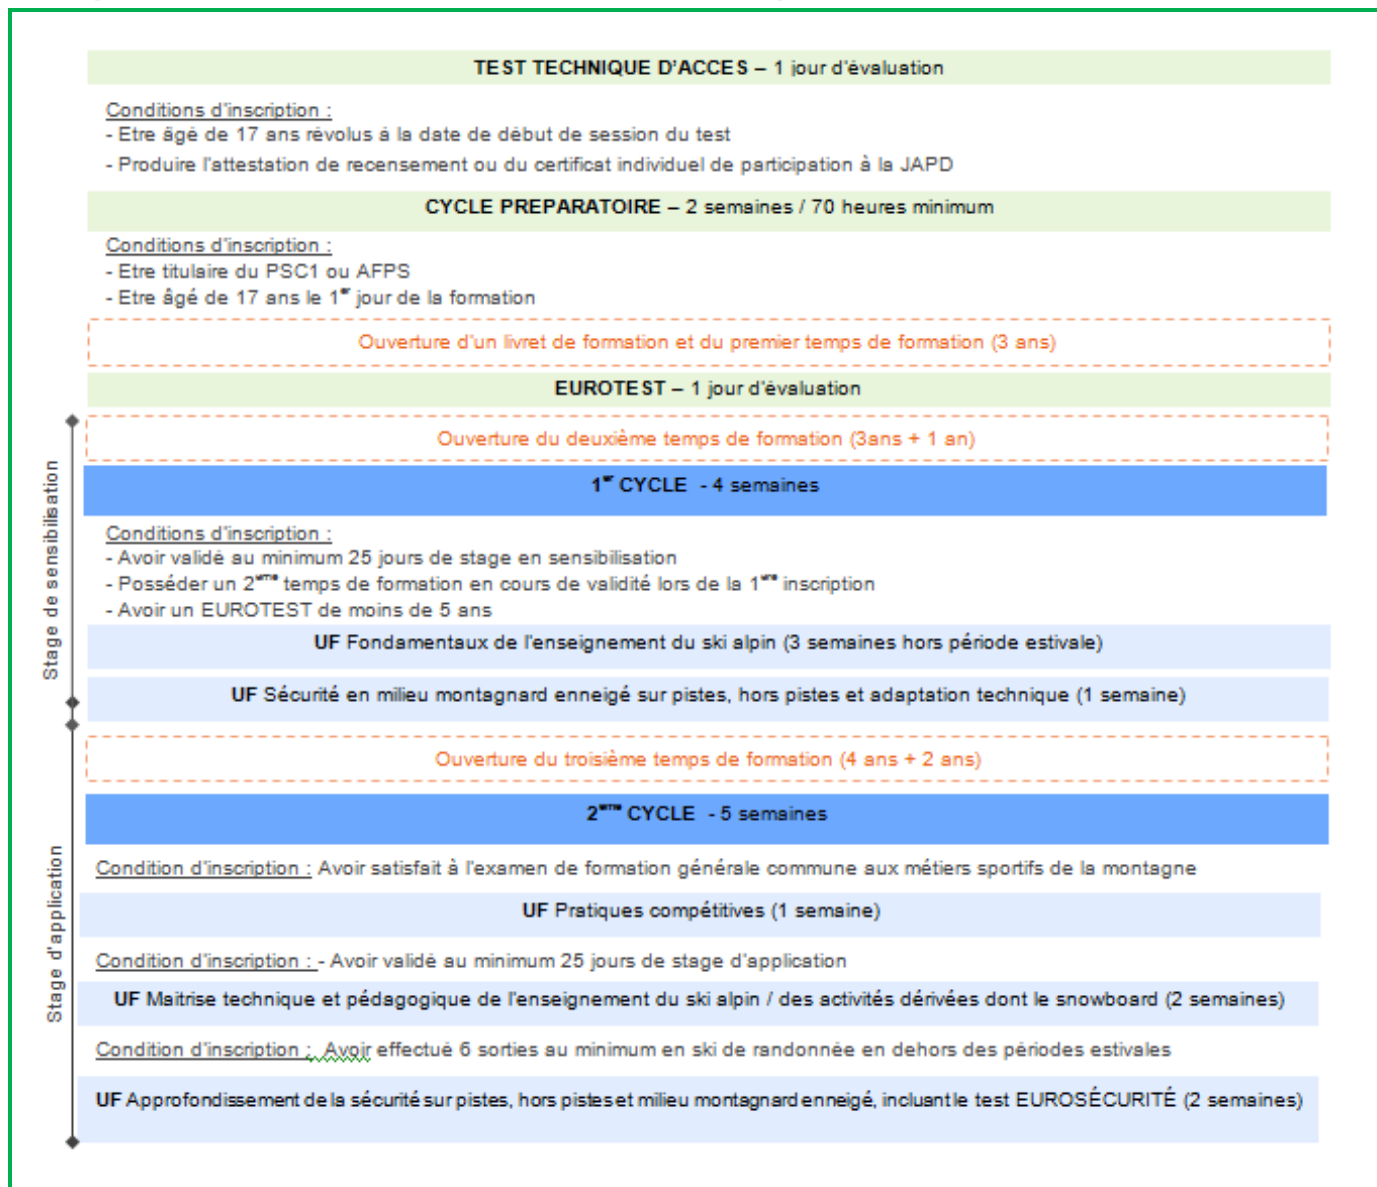 TEST TECHNIQUE D'ACCES – 1 jour d'évaluation
Conditions d'inscription :
- Etre âgé de 17 ans révolus à la date de début de session du test
- Produire l'attestation de recensement ou du certificat individuel de participation à la JAPD
CYCLE PREPARATOIRE – 2 semaines / 70 heures minimum
Conditions d'inscription :
- Etre titulaire du PSC1 ou AFPS
- Etre âgé de 17 ans le 1er jour de la formation
Ouverture d'un livret de formation et du premier temps de formation (3 ans)
EUROTEST – 1 jour d'évaluation
Ouverture du deuxième temps de formation (3ans + 1 an)
1er CYCLE - 4 semaines
Conditions d'inscription :
- Avoir validé au minimum 25 jours de stage en sensibilisation
- Posséder un 2ème temps de formation en cours de validité lors de la 1ère inscription
- Avoir un EUROTEST de moins de 5 ans
UF Fondamentaux de l'enseignement du ski alpin (3 semaines hors période estivale)
UF Sécurité en milieu montagnard enneigé sur pistes, hors pistes et adaptation technique (1 semaine)
Stage de sensibilisation
Ouverture du troisième temps de formation (4 ans + 2 ans)
2ème CYCLE - 5 semaines
Condition d'inscription : Avoir satisfait à l'examen de formation générale commune aux métiers sportifs de la montagne
UF Pratiques compétitives (1 semaine)
Condition d'inscription : - Avoir validé au minimum 25 jours de stage d'application
UF Maitrise technique et pédagogique de l'enseignement du ski alpin / des activités dérivées dont le snowboard (2 semaines)
Condition d'inscription : Avoir effectué 6 sorties au minimum en ski de randonnée en dehors des périodes estivales
UF Approfondissement de la sécurité sur pistes, hors pistes et milieu montagnard enneigé, incluant le test EUROSÉCURITÉ (2 semaines)
Stage d'application